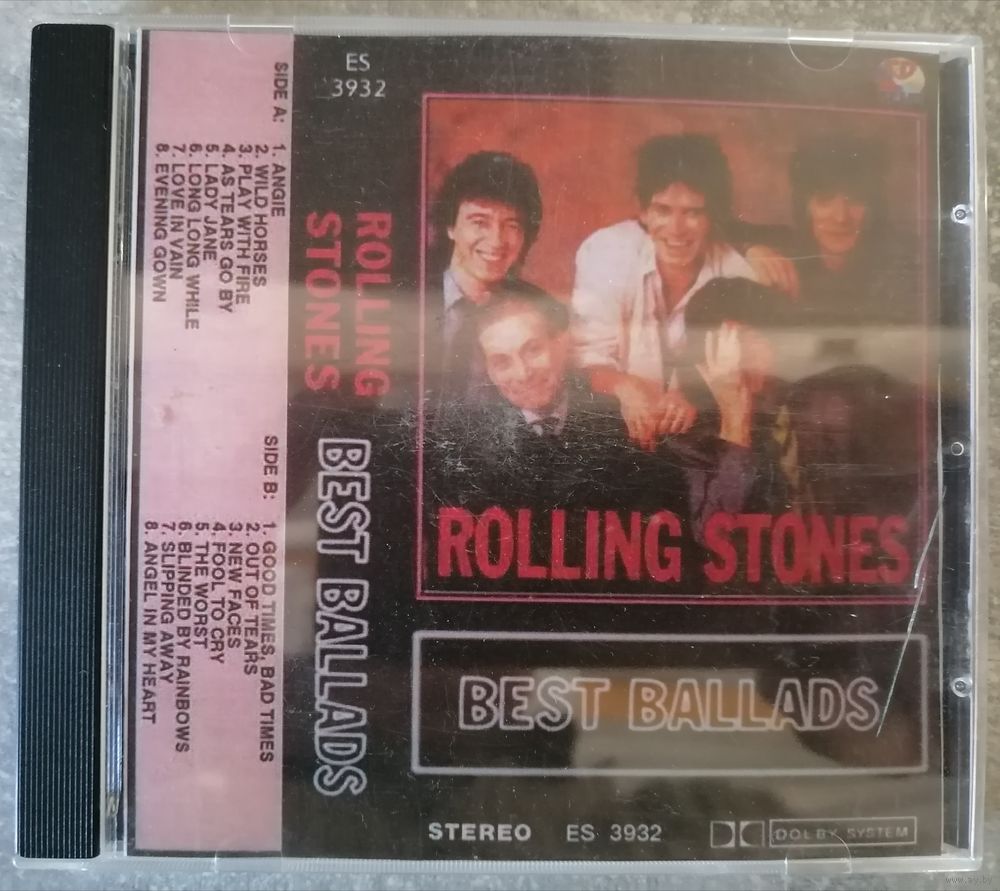 SIDE A:
1. ANGIE
2. WILD HORSES
3. PLAY WITH FIRE
4. AS TEARS GO BY
5. LADY JANE
6. LONG LONG WHILE
7. LOVE IN VAIN
8. EVENING GOWN
SIDE B:
1. GOOD TIMES, BAD TIMES
2. OUT OF TEARS
3. NEW FACES
4. FOOL TO CRY
5. THE WORST
6. BLINDED BY RAINBOWS
7. SLIPPING AWAY
8. ANGEL IN MY HEART
ES
3932
ROLLING
STONES
BEST BALLADS
ROLLING STONES
BEST BALLADS
STEREO ES 3932 DOLBY SYSTEM